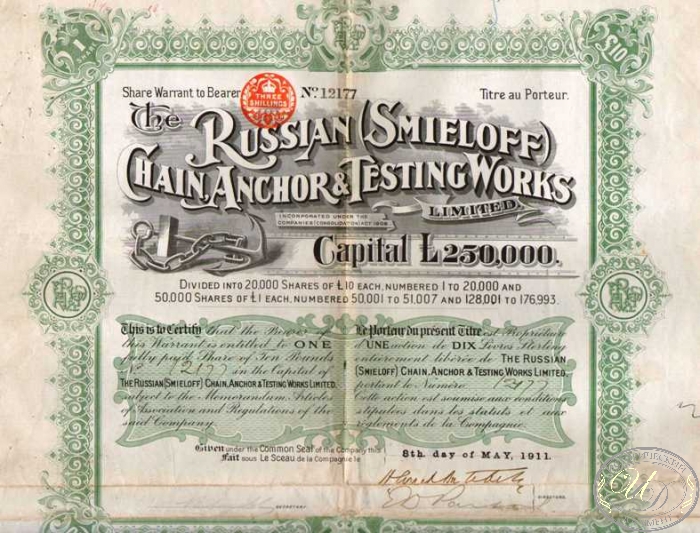 1 SHARE
£10
Share Warrant to Bearer
THREE SHILLINGS
No. 12177
Titre au Porteur.
The
RUSSIAN (SMIELOFF)
CHAIN, ANCHOR & TESTING WORKS
LIMITED.
INCORPORATED UNDER THE
COMPANIES (CONSOLIDATION) ACT 1908
Capital £250,000.
DIVIDED INTO 20,000 SHARES OF £10 EACH, NUMBERED 1 TO 20,000 AND
50,000 SHARES OF £1 EACH, NUMBERED 50,001 TO 51,007 AND 128,001 TO 176,993.
This is to Certify that the Bearer of
this Warrant is entitled to ONE
fully paid Share of Ten Pounds
No. 12177 in the Capital of
THE RUSSIAN (SMIELOFF) CHAIN, ANCHOR & TESTING WORKS LIMITED,
subject to the Memorandum, Articles
of Association and Regulations of the
said Company.
Le Porteur du présent Titre est Propriétaire
d'UNE action de DIX Livres Sterling
entièrement libérée de THE RUSSIAN
(SMIELOFF) CHAIN, ANCHOR & TESTING WORKS LIMITED
portant le Numéro 12177
Cette action est soumise aux conditions
stipulées dans les statuts et aux
règlements de la Compagnie.
Given under the Common Seal of the Company this
Fait sous Le Sceau de la Compagnie le
8th. day of MAY, 1911.
DIRECTORS.
SECRETARY.